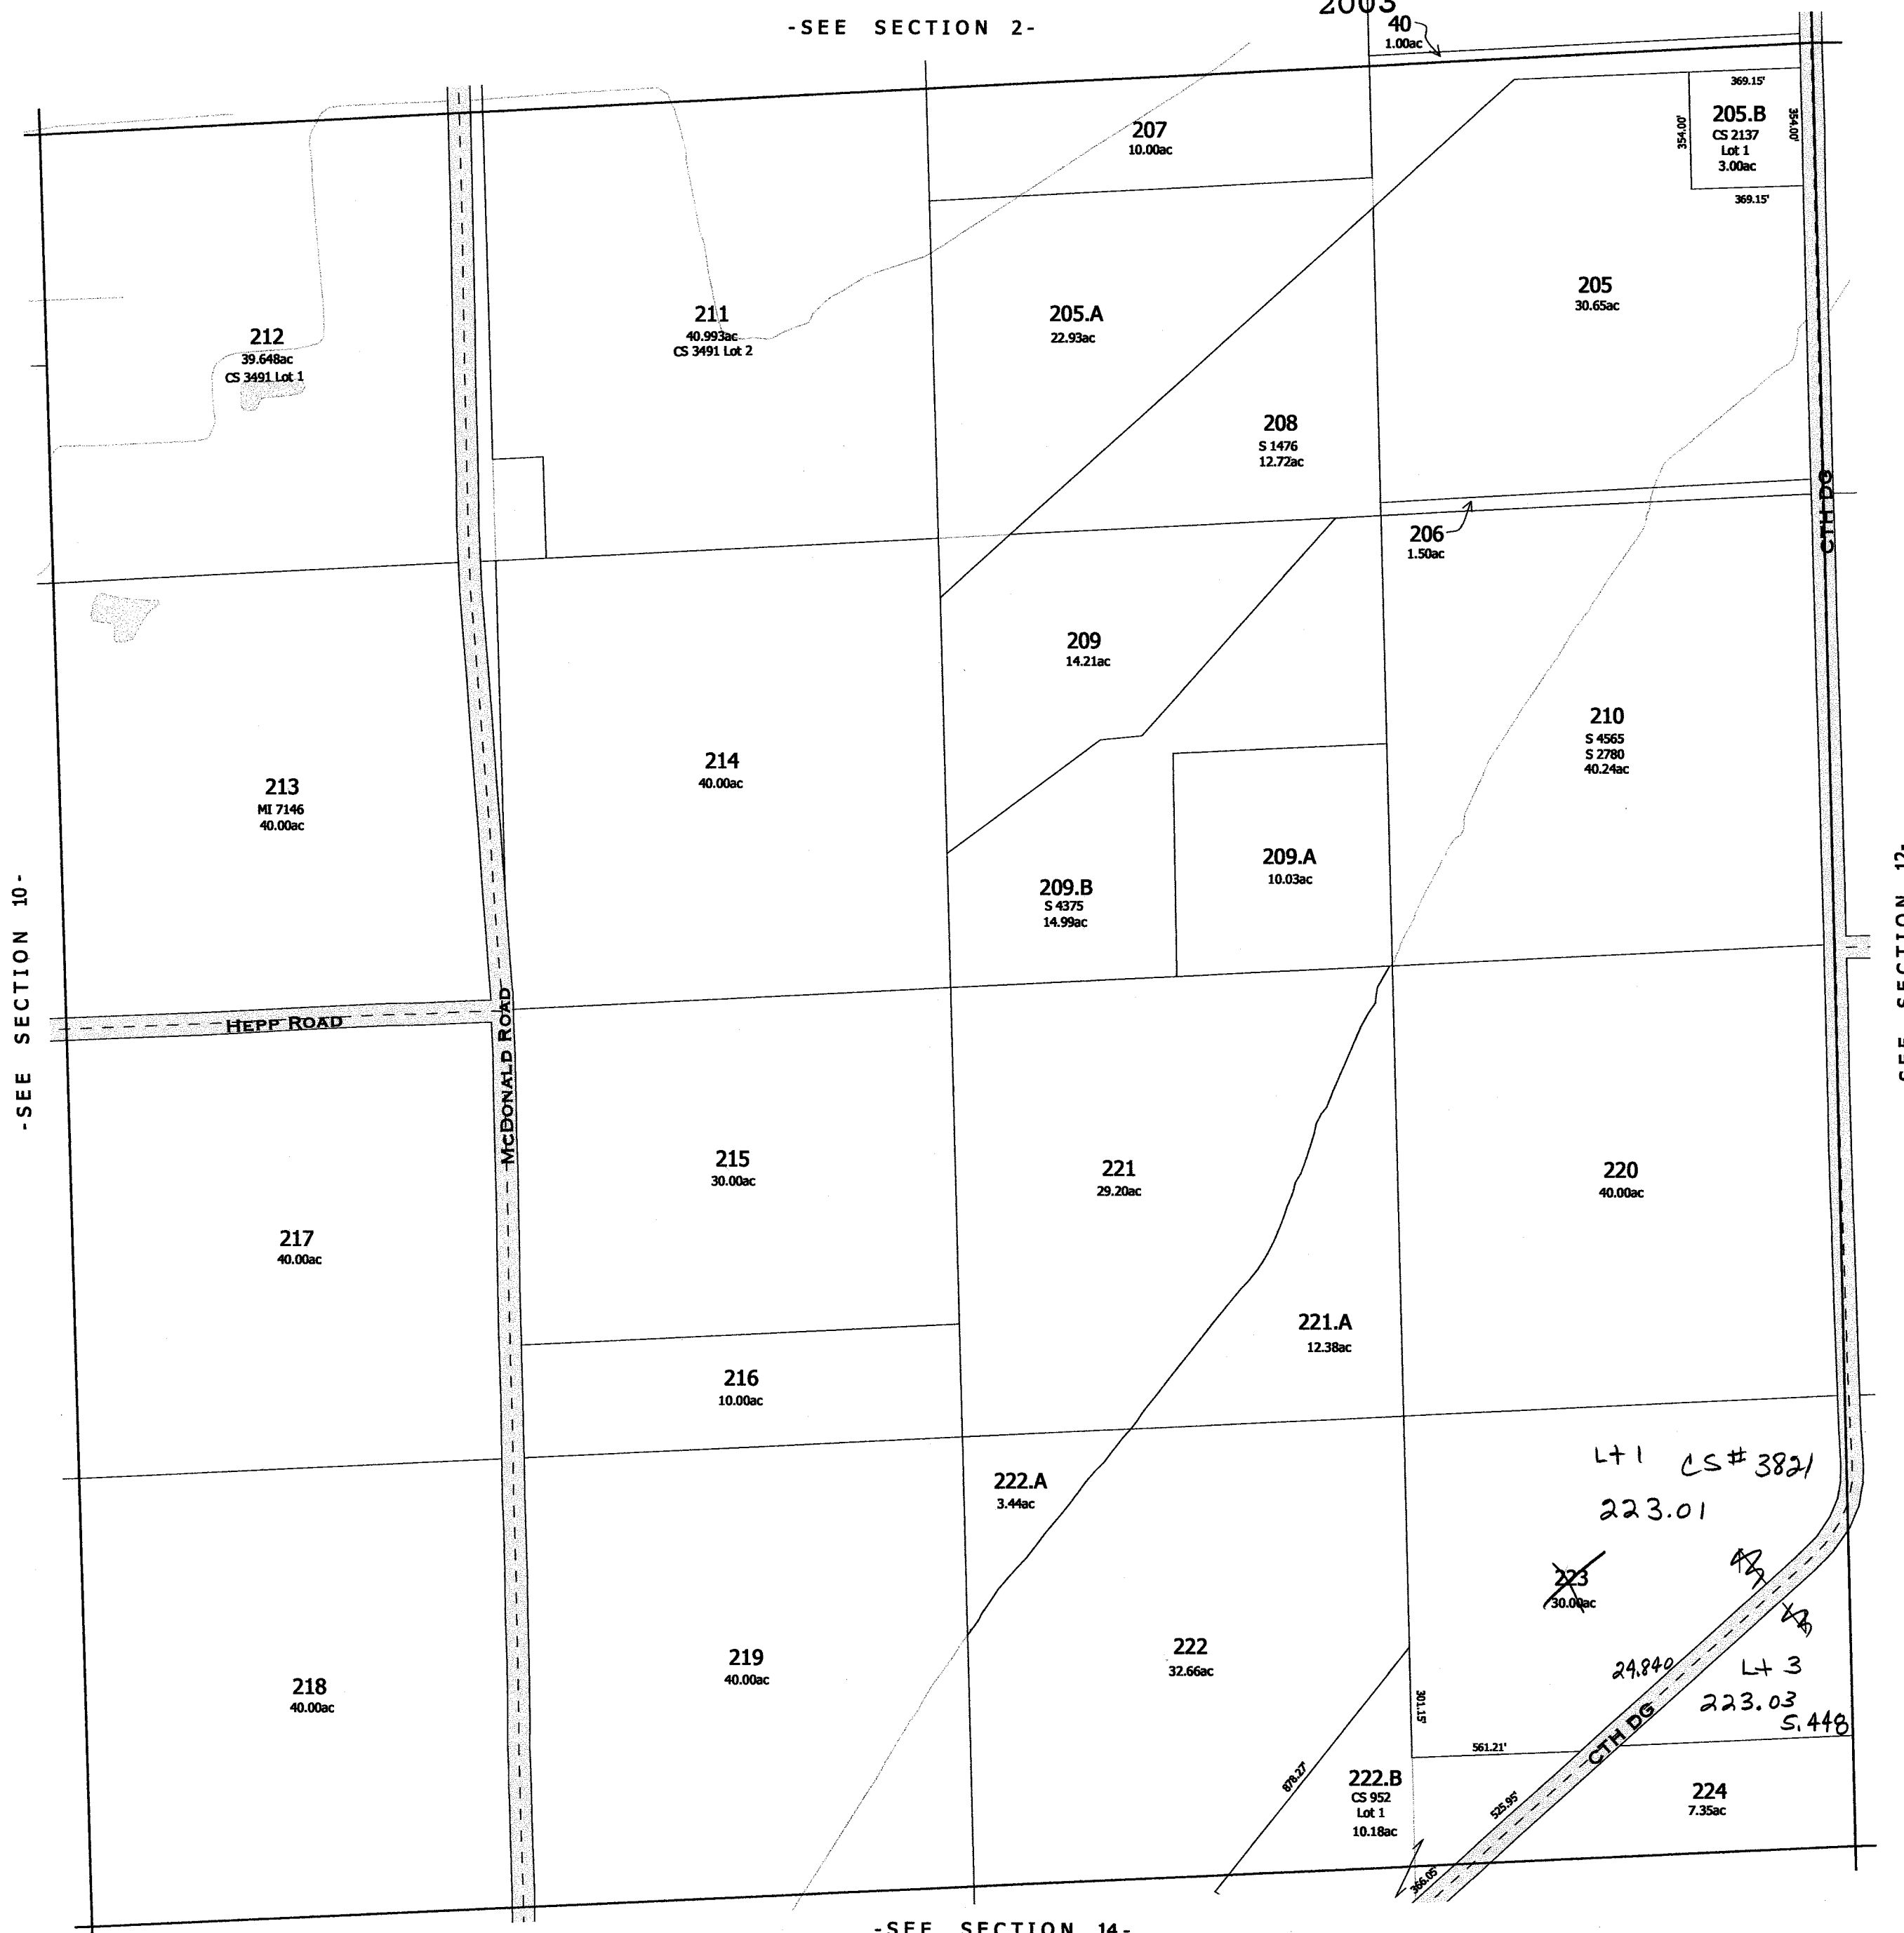 2003
-SEE SECTION 2-
40
1.00ac
369.15'
205.B
CS 2137
Lot 1
3.00ac
354.00'
354.00'
369.15'
207
10.00ac
205
30.65ac
212
39.648ac
CS 3491 Lot 1
211
40.993ac
CS 3491 Lot 2
205.A
22.93ac
208
S 1476
12.72ac
CTH DG
206
1.50ac
209
14.21ac
210
S 4565
S 2780
40.24ac
213
MI 7146
40.00ac
214
40.00ac
209.A
10.03ac
209.B
S 4375
14.99ac
-SEE SECTION 10-
-SEE SECTION 12-
HEPP ROAD
MCDONALD ROAD
215
30.00ac
221
29.20ac
220
40.00ac
217
40.00ac
221.A
12.38ac
216
10.00ac
Lt 1 CS# 3821
223.01
222.A
3.44ac
223
30.00ac
222
32.66ac
219
40.00ac
218
40.00ac
24.840
Lt 3
223.03
5.448
301.15'
561.21'
CTH DG
878.27'
222.B
CS 952
Lot 1
10.18ac
525.95'
224
7.35ac
366.05'
-SEE SECTION 14-